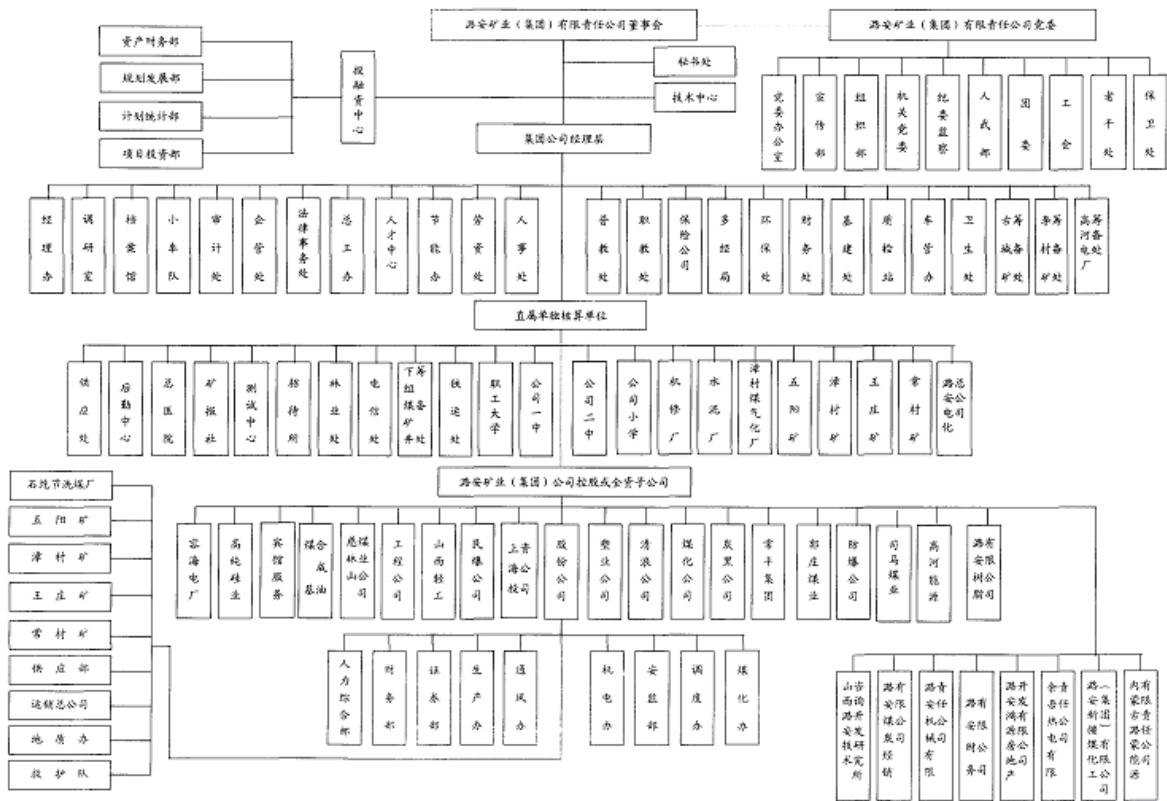 潞安矿业（集团）有限责任公司董事会
潞安矿业（集团）有限责任公司党委
资产财务部
规划发展部
计划统计部
项目投资部
投融资中心
秘书处
技术中心
集团公司经理层
党委办公室
宣传部
组织部
机关党委
纪委监察
人武部
团委
工会
老干处
保卫处
经理办
调研室
档案馆
小车队
审计处
企管处
法律事务处
总工办
人才中心
节能办
劳资处
人事处
普教处
职教处
保险公司
多经局
环保处
财务处
基建处
质检站
车管办
卫生处
古城矿筹备处
李村矿筹备处
高河电厂筹备处
直属单独核算单位
供应处
后勤中心
总医院
矿报社
测试中心
招待所
林业处
电信处
下组煤矿井筹备处
铁运处
职工大学
公司一中
公司二中
公司小学
机修厂
水泥厂
漳村煤气化厂
五阳矿
漳村矿
王庄矿
常村矿
潞安电化总公司
潞安矿业（集团）公司控股或全资子公司
石圪节洗煤厂
五阳矿
漳村矿
王庄矿
常村矿
供应部
运销总公司
地质办
救护队
容海电厂
高纯硅业
宾馆服务
煤基合成油
慈林山煤业公司
工程公司
山西轻工
民爆公司
上海投资公司
股份公司
塑业公司
清浪公司
煤化公司
炭黑公司
常平集团
郭庄煤业
防爆公司
司马煤业
高河能源
潞安树脂有限公司
人力综合部
财务部
证券部
生产办
通风办
机电办
安监部
调度办
煤化办
山西潞安技术咨询开发研究所
潞安煤炭经销有限公司
潞安机械有限责任公司
潞安财务有限公司
潞安鸿源房地产开发有限公司
余吾热电有限责任公司
潞安新疆煤化工（集团）有限公司
内蒙古潞蒙能源有限责任公司